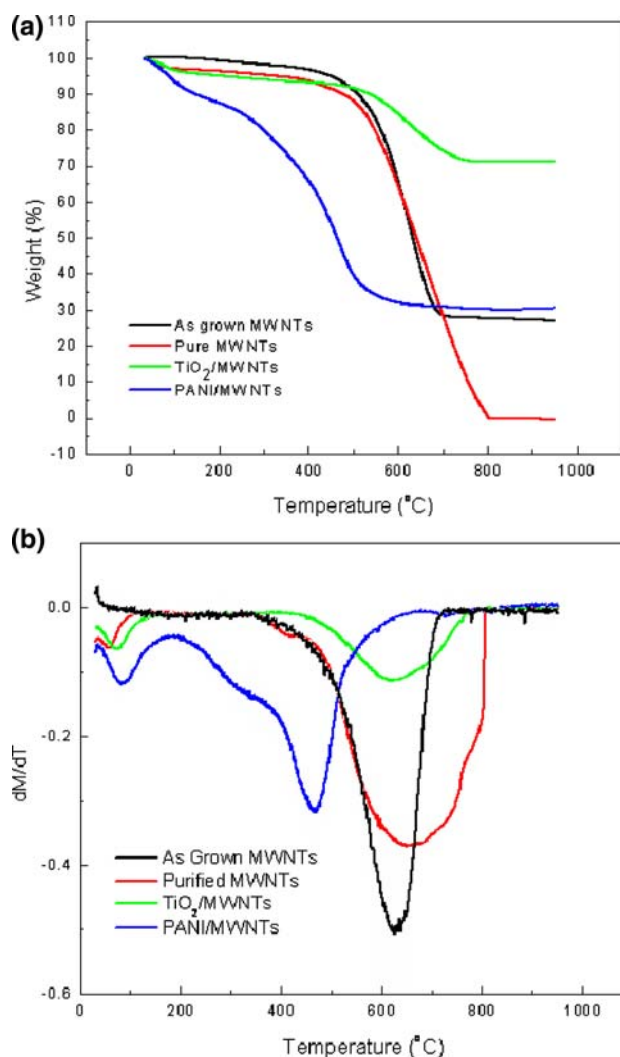 (a)
110
100
90
80
70
60
50
40
30
20
10
0
-10
Weight (%)
As grown MWNTs
Pure MWNTs
TiO2/MWNTs
PANI/MWNTs
0 200 400 600 800 1000
Temperature (°C)
(b)
0.0
-0.2
-0.4
-0.6
dM/dT
As Grown MWNTs
Purified MWNTs
TiO2/MWNTs
PANI/MWNTs
0 200 400 600 800 1000
Temperature (°C)